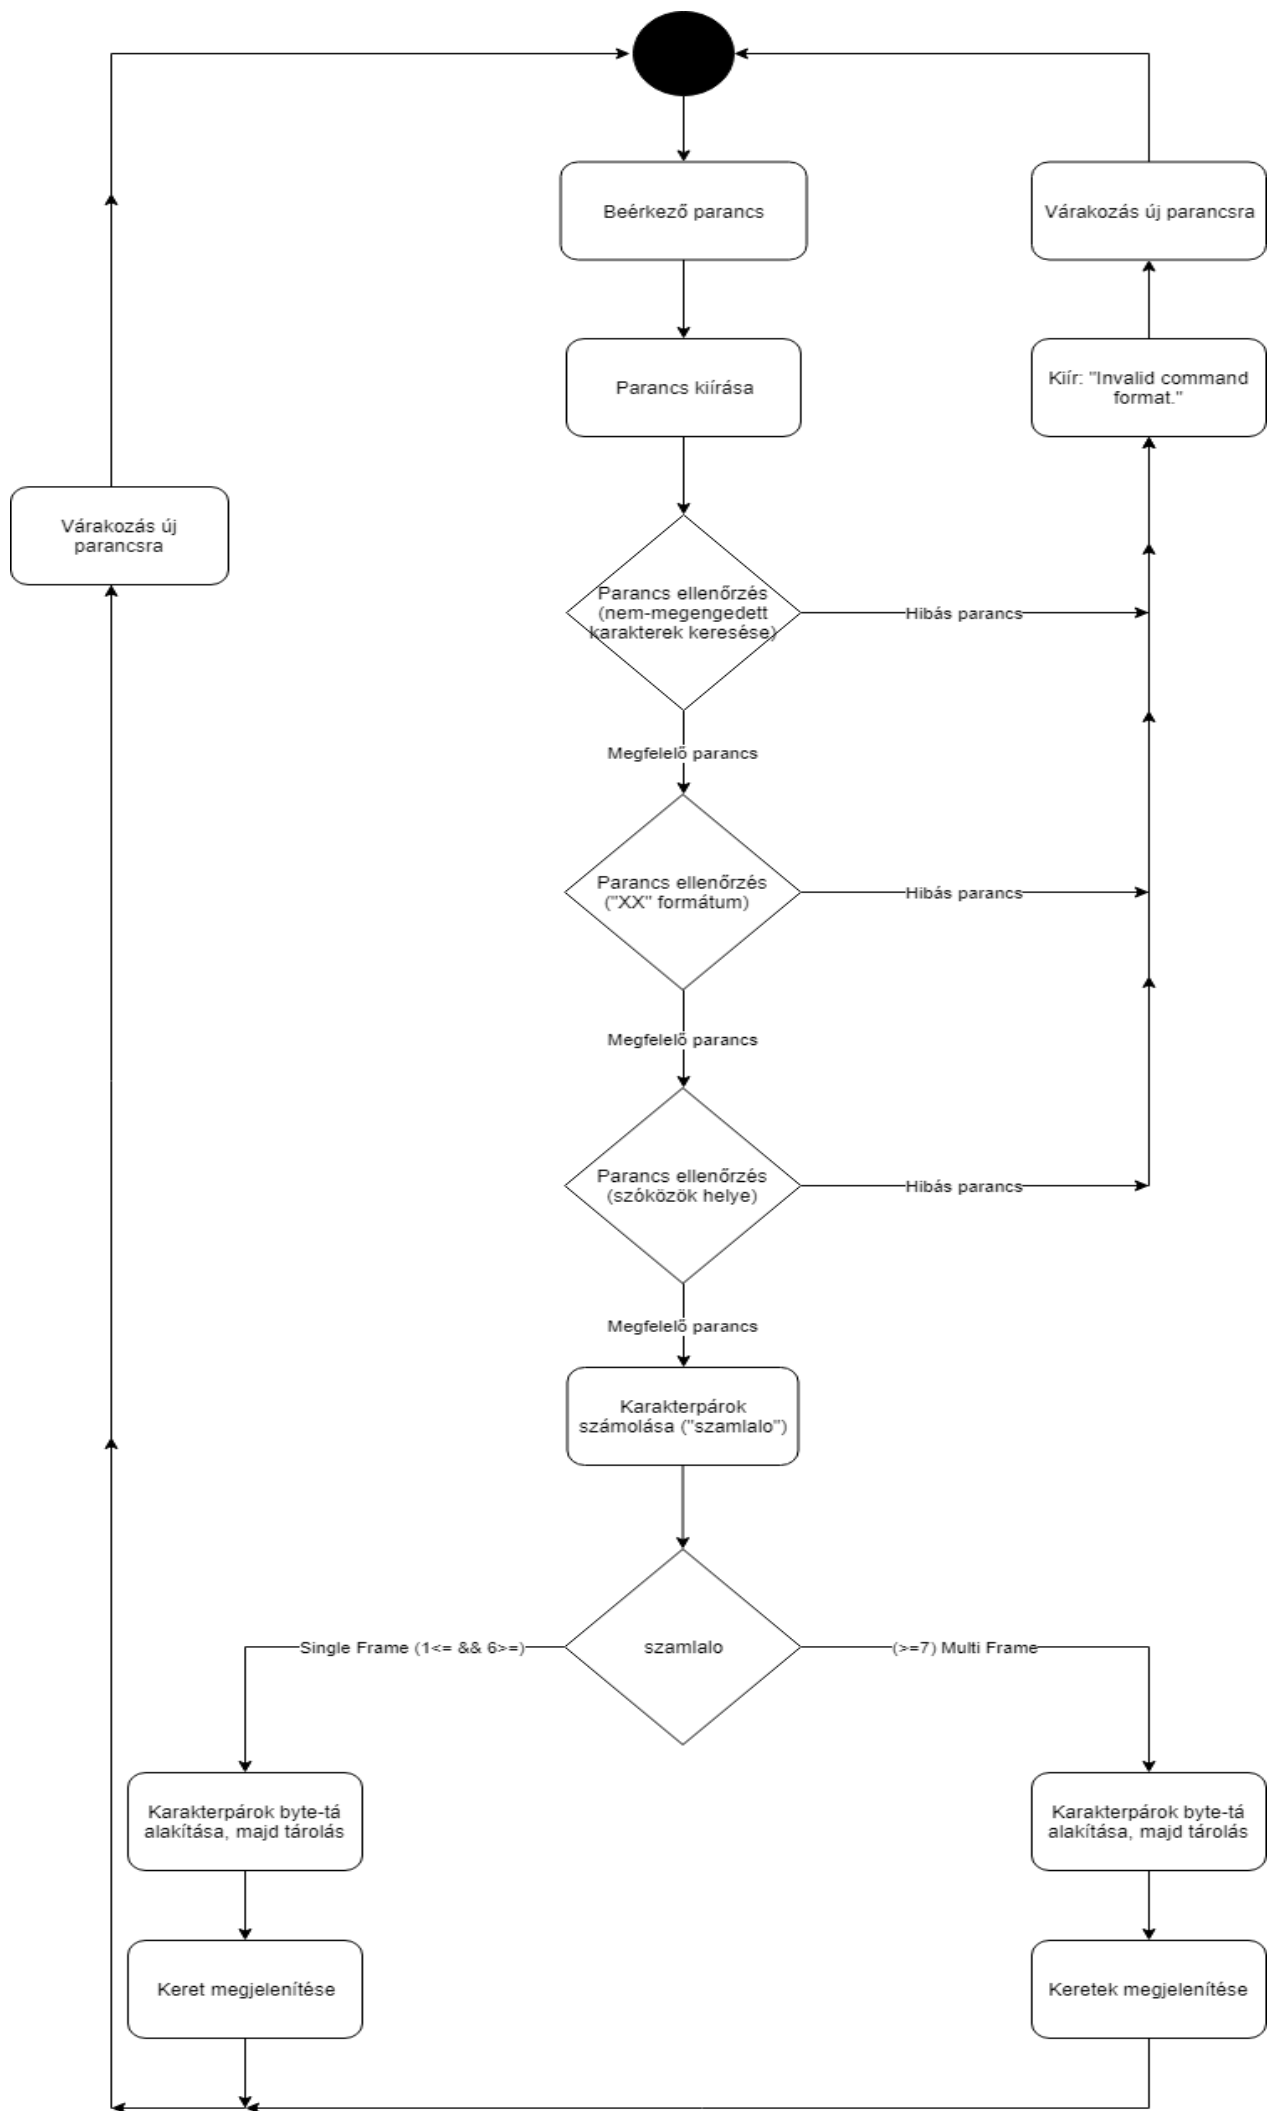 Beérkező parancs
Várakozás új parancsra
Parancs kiírása
Kiír: "Invalid command
format."
Várakozás új
parancsra
Parancs ellenőrzés
(nem-megengedett
karakterek keresése)
Hibás parancs
Megfelelő parancs
Parancs ellenőrzés
("XX" formátum)
Hibás parancs
Megfelelő parancs
Parancs ellenőrzés
(szóközök helye)
Hibás parancs
Megfelelő parancs
Karakterpárok
számolása ("szamlalo")
Single Frame (1<= && 6>=)
szamlalo
(>=7) Multi Frame
Karakterpárok byte-tá
alakítása, majd tárolás
Karakterpárok byte-tá
alakítása, majd tárolás
Keret megjelenítése
Keretek megjelenítése